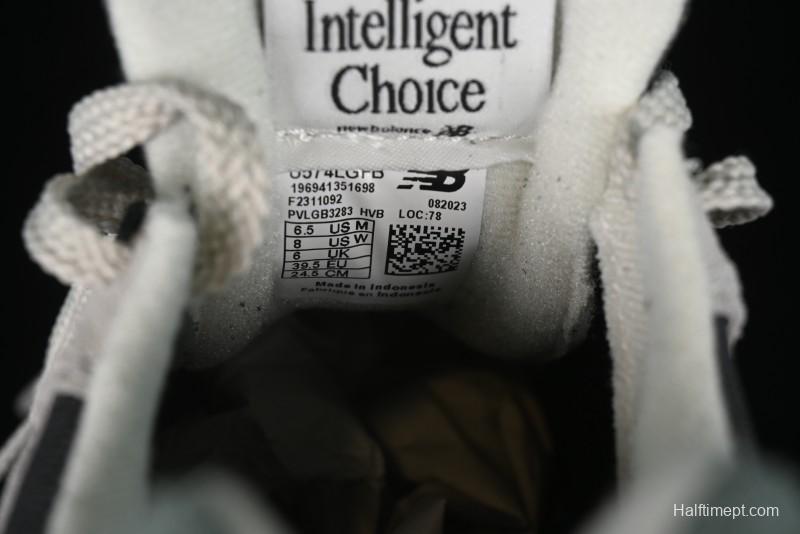 Intelligent
Choice
new balance NB
U574LGFB
196941351698
F2311092 082023
PVLGB3283 HVB LOC:78
6.5 US M
8 US W
6 UK
39.5 EU
24.5 CM
Made in Indonesia
Fabriqué en Indonésie
Halftimept.com